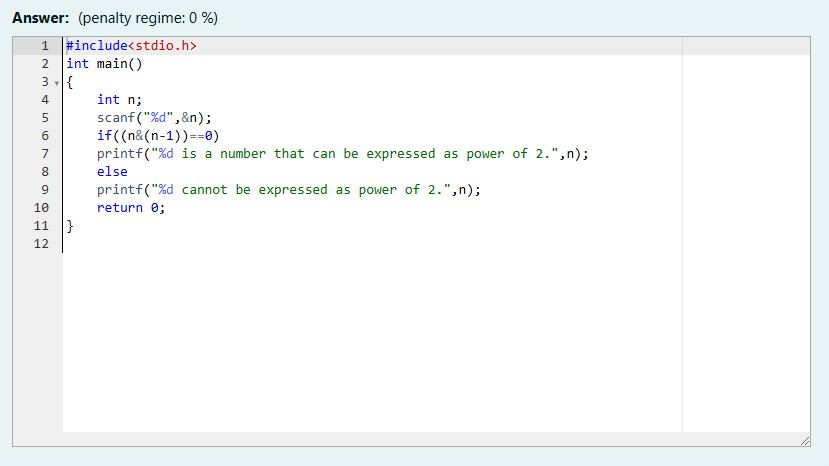 Answer: (penalty regime: 0 %)
1 #include<stdio.h>
2 int main()
3 {
4 int n;
5 scanf("%d",&n);
6 if((n&(n-1))==0)
7 printf("%d is a number that can be expressed as power of 2.",n);
8 else
9 printf("%d cannot be expressed as power of 2.",n);
10 return 0;
11 }
12